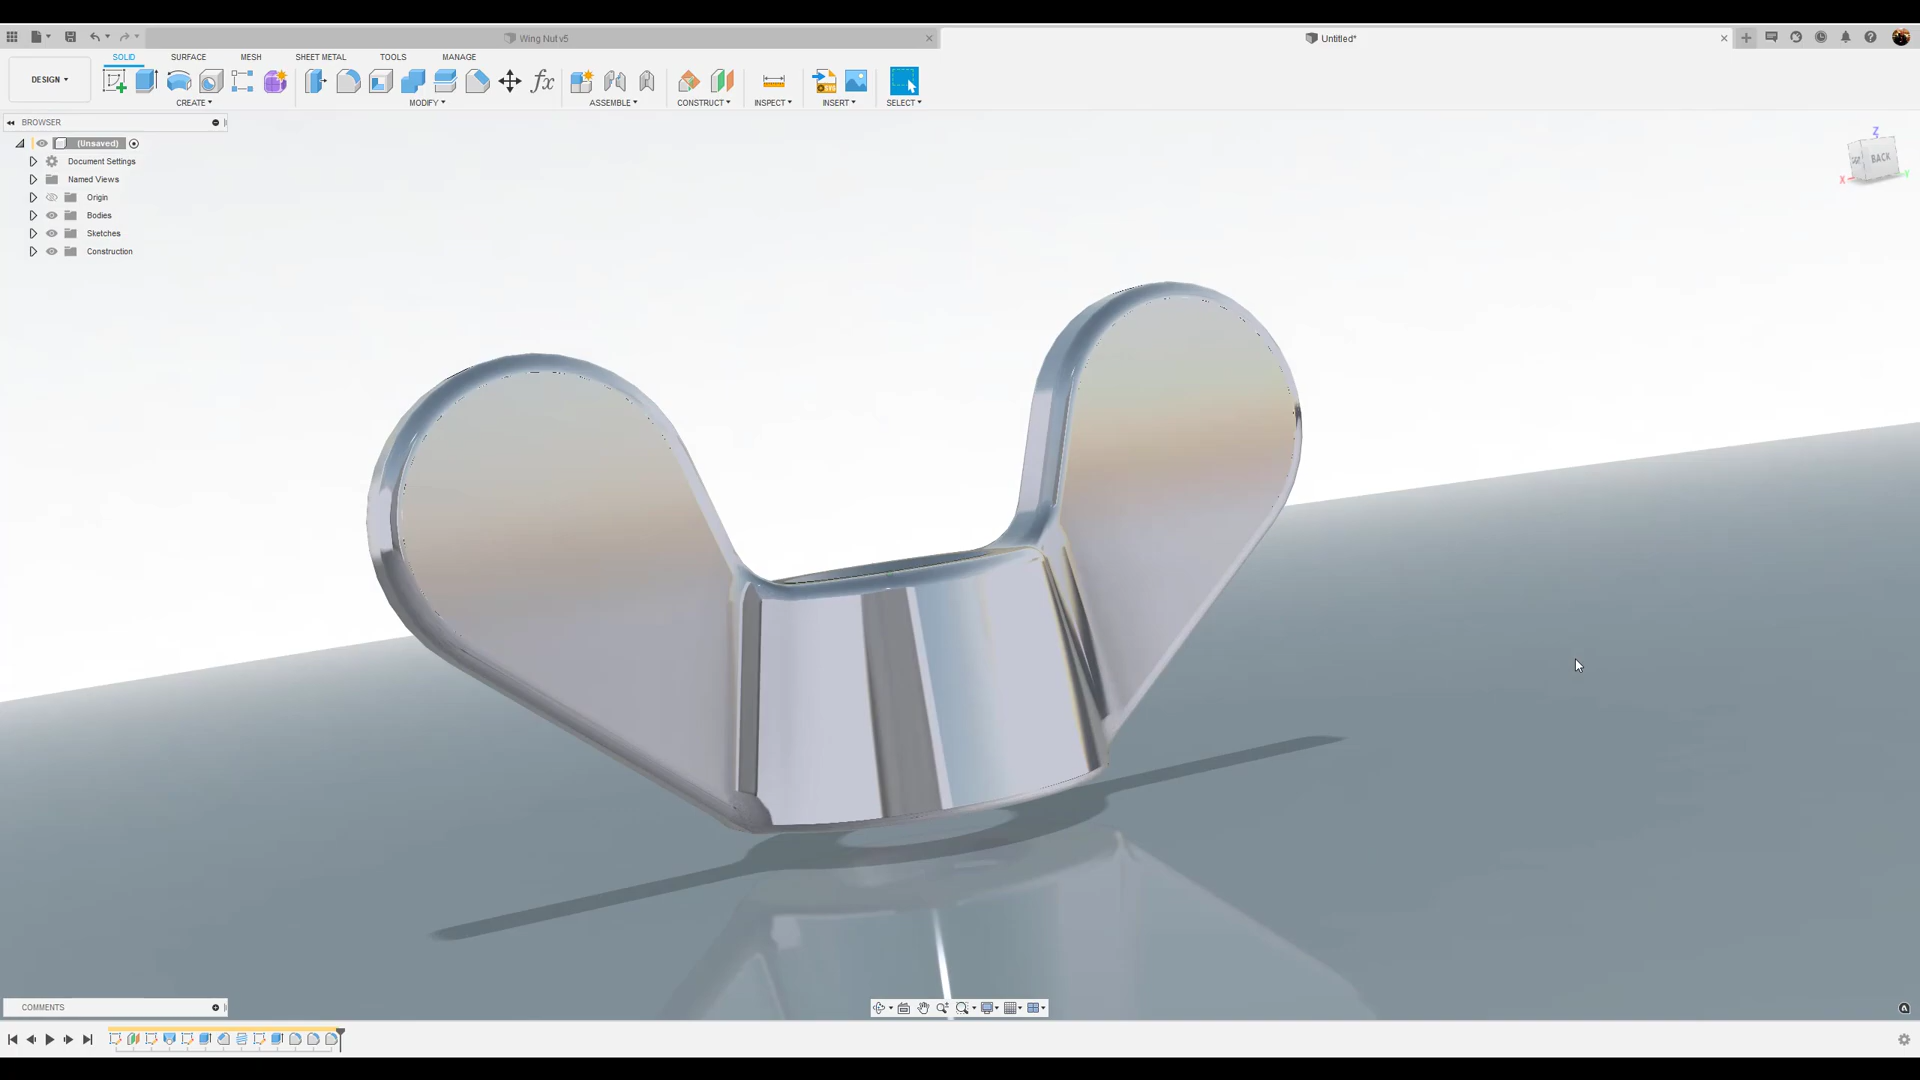 Wing Nut v5
Untitled*
DESIGN
SOLID
SURFACE
MESH
SHEET METAL
TOOLS
MANAGE
CREATE
MODIFY
ASSEMBLE
CONSTRUCT
INSPECT
INSERT
SELECT
BROWSER
(Unsaved)
Document Settings
Named Views
Origin
Bodies
Sketches
Construction
Z
BACK
X
Y
COMMENTS